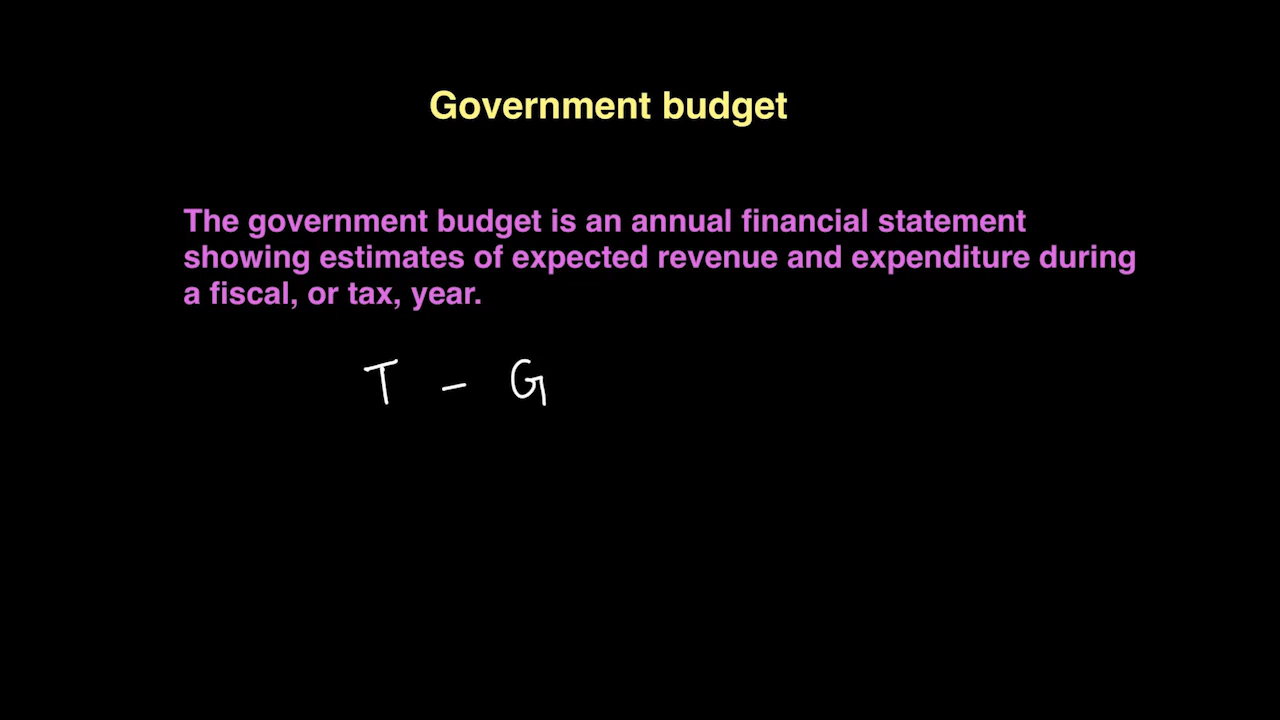 Government budget
The government budget is an annual financial statement
showing estimates of expected revenue and expenditure during
a fiscal, or tax, year.
T - G